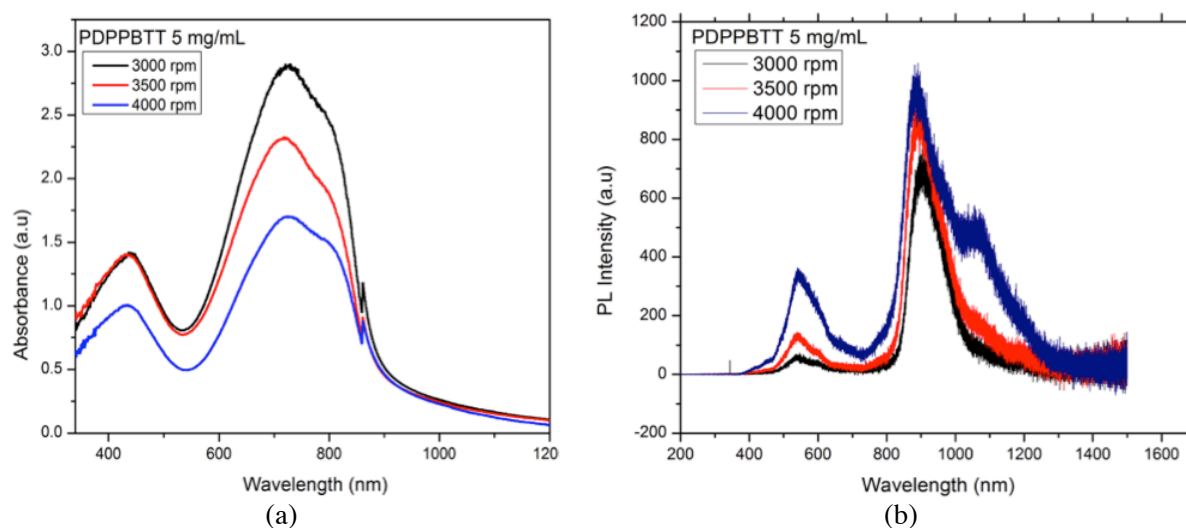 PDPPBTT 5 mg/mL
3000 rpm
3500 rpm
4000 rpm
3.0
2.5
2.0
1.5
1.0
0.5
0.0
Absorbance (a.u)
400 600 800 1000 120
Wavelength (nm)
(a)
PDPPBTT 5 mg/mL
3000 rpm
3500 rpm
4000 rpm
1200
1000
800
600
400
200
0
-200
PL Intensity (a.u)
200 400 600 800 1000 1200 1400 1600
Wavelength (nm)
(b)